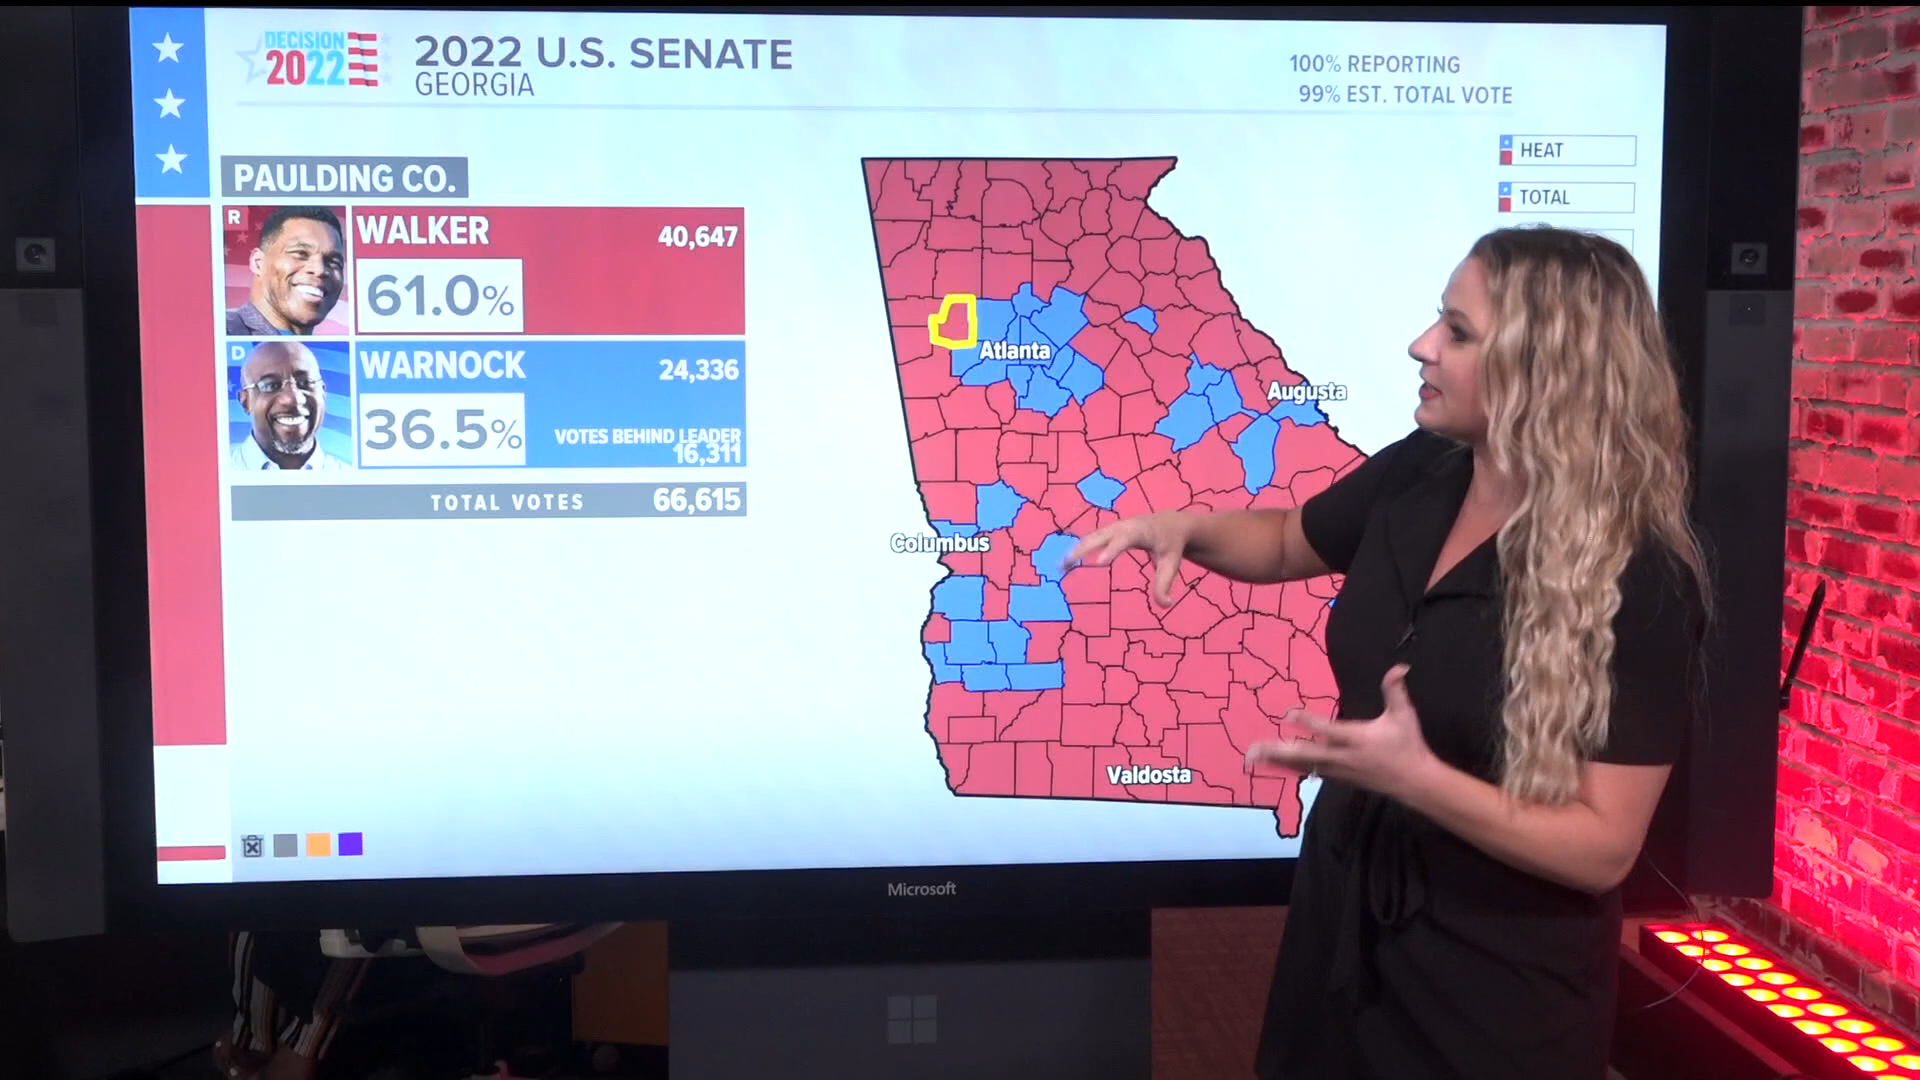 DECISION
2022
2022 U.S. SENATE
GEORGIA
100% REPORTING
99% EST. TOTAL VOTE
HEAT
TOTAL
PAULDING CO.
R
WALKER
40,647
61.0%
D
WARNOCK
24,336
36.5%
VOTES BEHIND LEADER
16,311
TOTAL VOTES
66,615
Atlanta
Augusta
Columbus
Valdosta
Microsoft